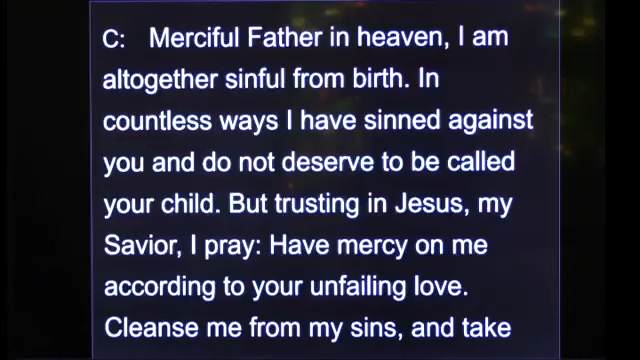 C: Merciful Father in heaven, I am
altogether sinful from birth. In
countless ways I have sinned against
you and do not deserve to be called
your child. But trusting in Jesus, my
Savior, I pray: Have mercy on me
according to your unfailing love.
Cleanse me from my sins, and take